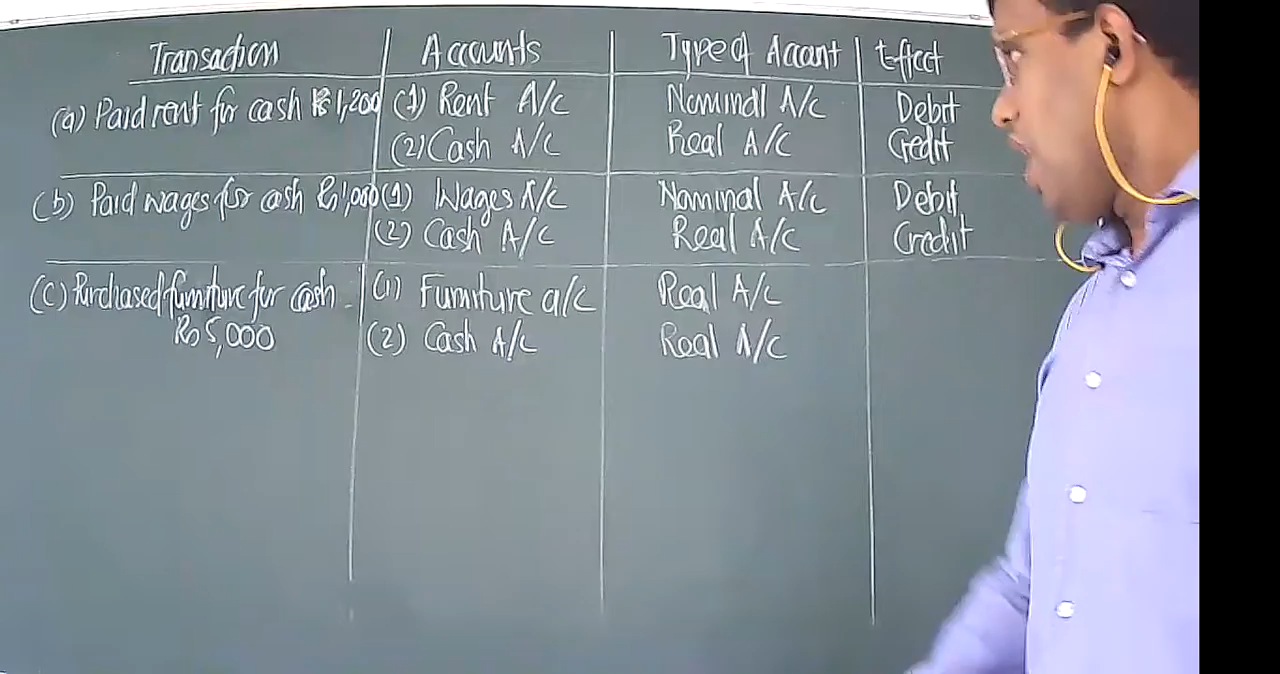 Transaction Accounts Type of Account Effect
(a) Paid rent for cash Rs 1,200 (1) Rent A/C Nominal A/C Debit
(2) Cash A/C Real A/C Credit
(b) Paid wages for cash Rs 1,000 (1) Wages A/C Nominal A/C Debit
(2) Cash A/C Real A/C Credit
(C) Purchased furniture for cash (1) Furniture a/c Real A/C
Rs 5,000 (2) Cash A/C Real A/C